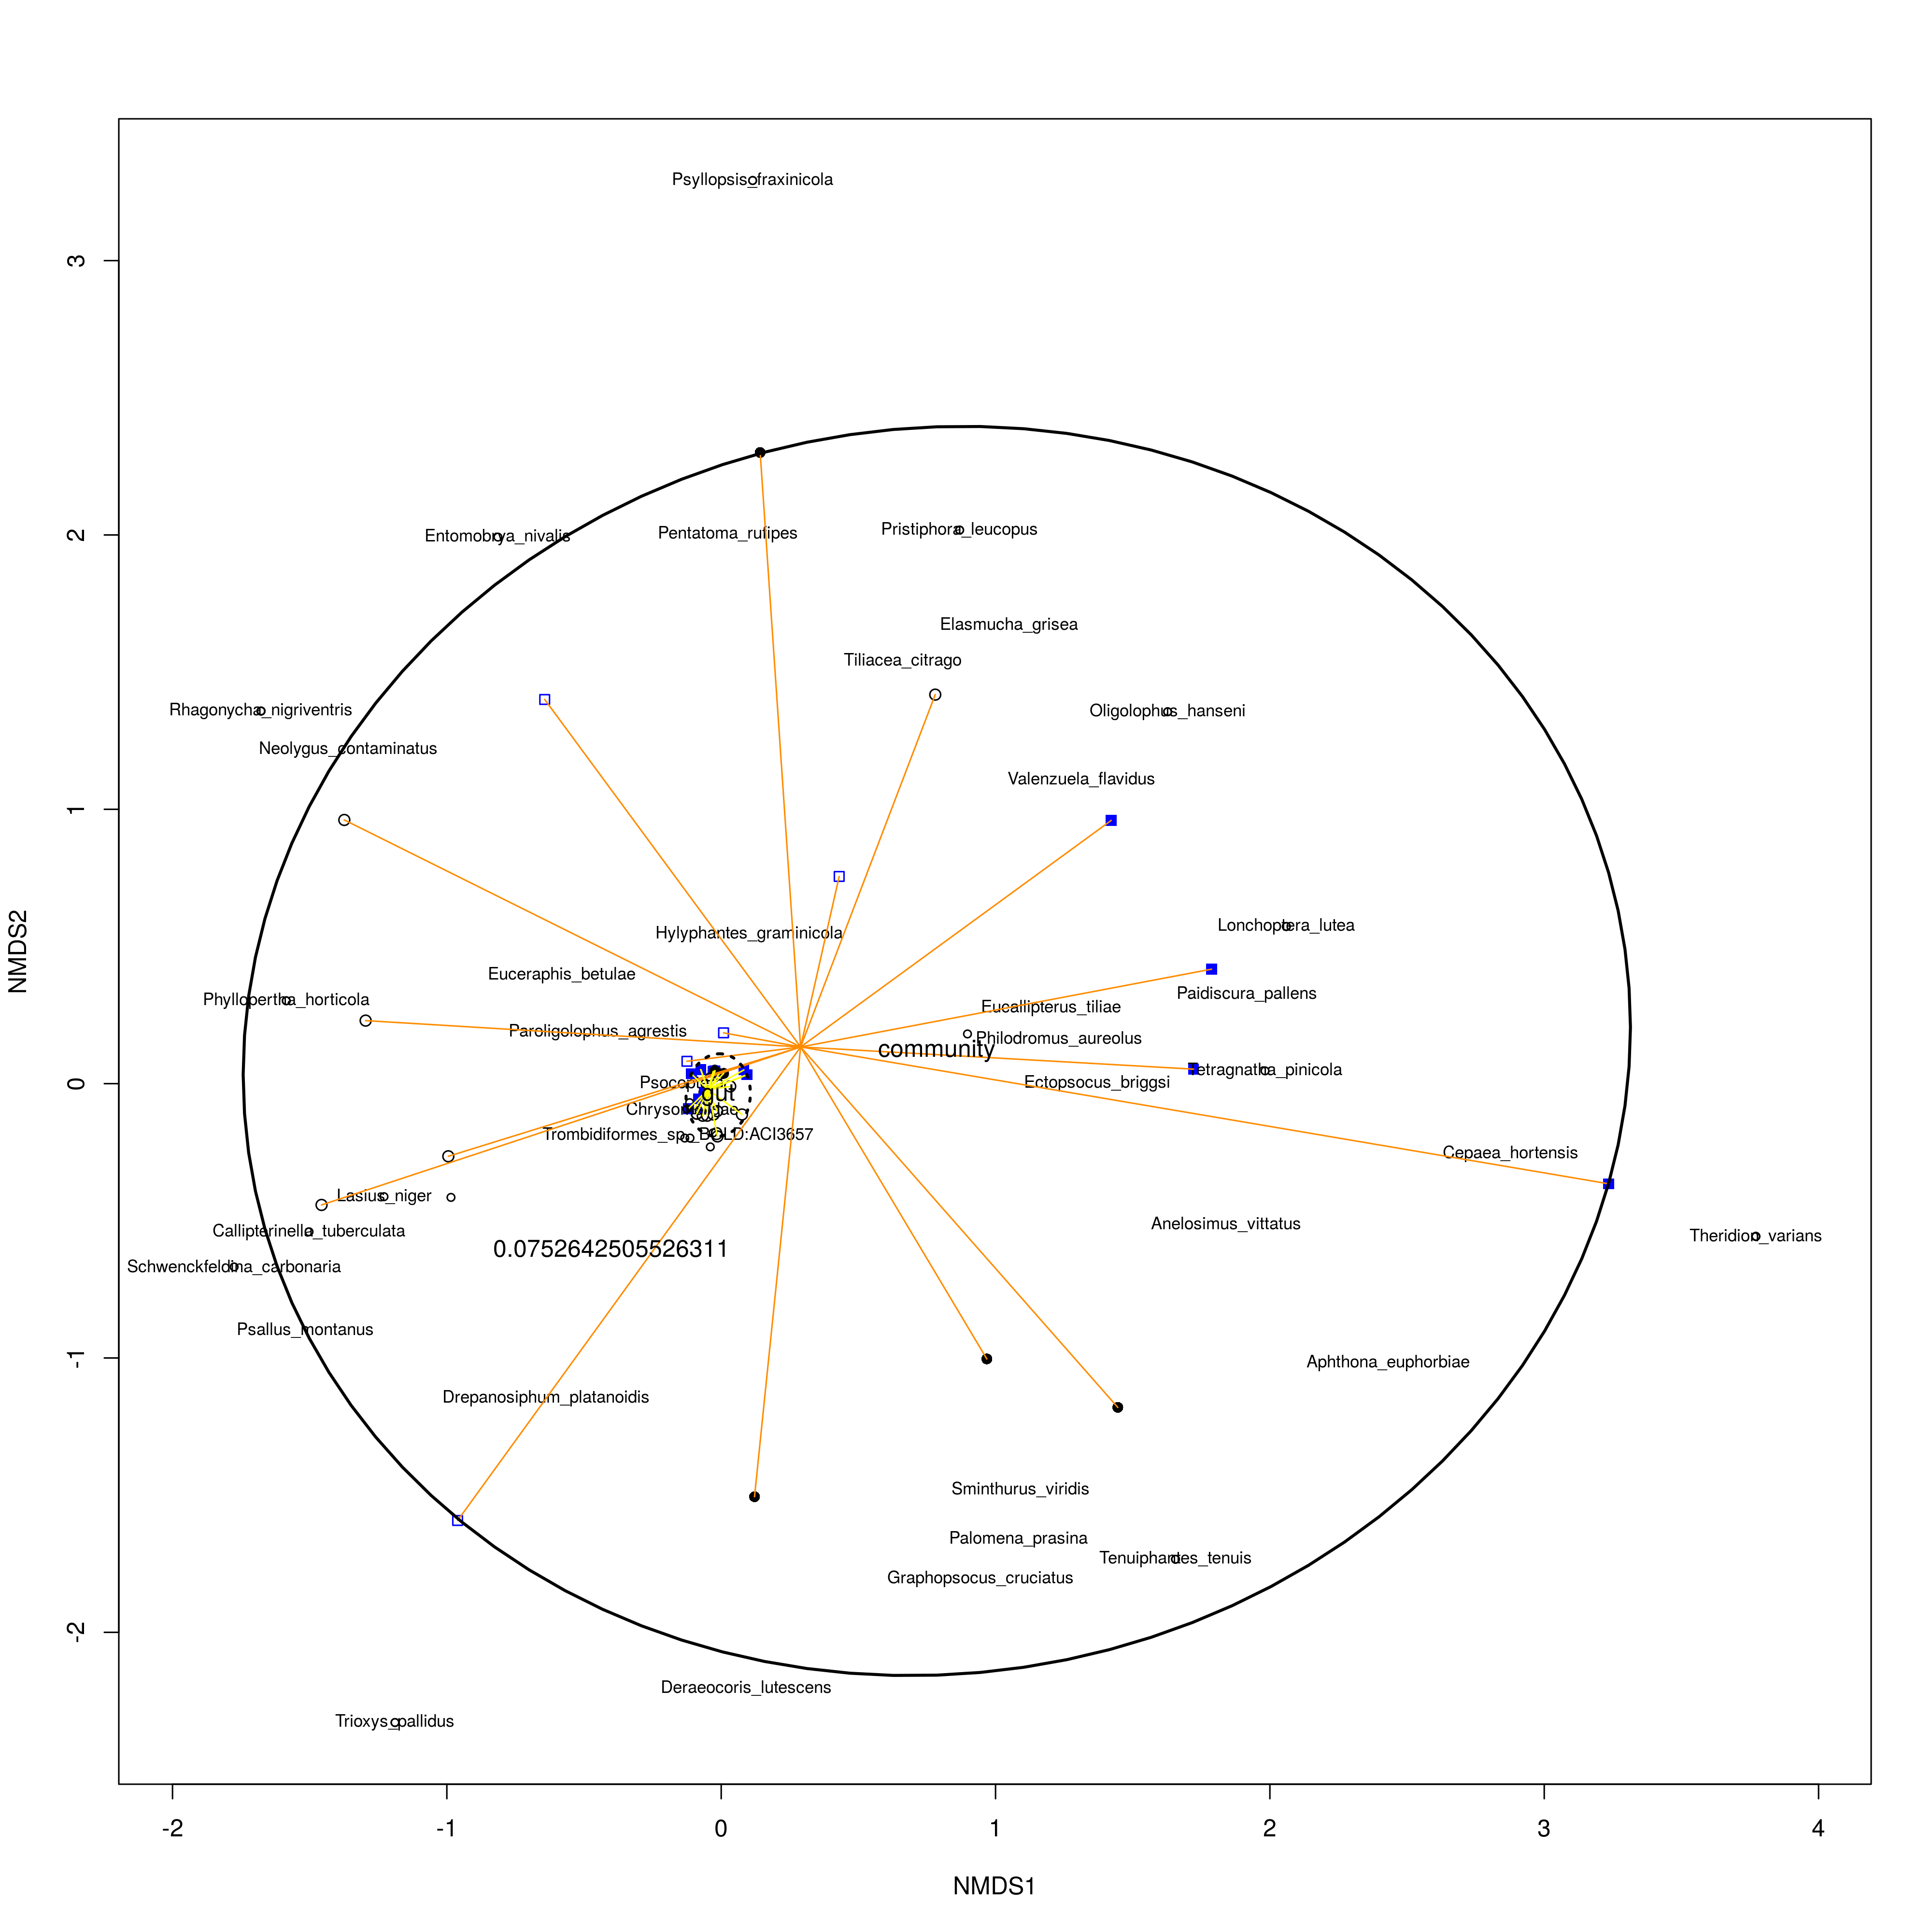 Psyllopsis_fraxinicola
3
Entomobrya_nivalis
Pentatoma_rufipes
Pristiphora_leucopus
2
Elasmucha_grisea
Tiliacea_citrago
Rhagonycha_nigriventris
Oligolophus_hanseni
Neolygus_contaminatus
Valenzuela_flavidus
1
Hylyphantes_graminicola
Lonchoptera_lutea
NMDS2
Euceraphis_betulae
Phyllopertha_horticola
Paidiscura_pallens
Eucallipterus_tiliae
Paroligolophus_agrestis
Philodromus_aureolus
community
Tetragnatha_pinicola
0
Ectopsocus_briggsi
gut
Trombidiformes_sp._BOLD:ACI3657
Cepaea_hortensis
Lasius_niger
Anelosimus_vittatus
Callipterinella_tuberculata
Theridion_varians
0.0752642505526311
Schwenckfeldina_carbonaria
Psallus_montanus
-1
Aphthona_euphorbiae
Drepanosiphum_platanoidis
Sminthurus_viridis
Palomena_prasina
Tenuiphantes_tenuis
Graphopsocus_cruciatus
-2
Deraeocoris_lutescens
Trioxys_pallidus
-2 -1 0 1 2 3 4
NMDS1